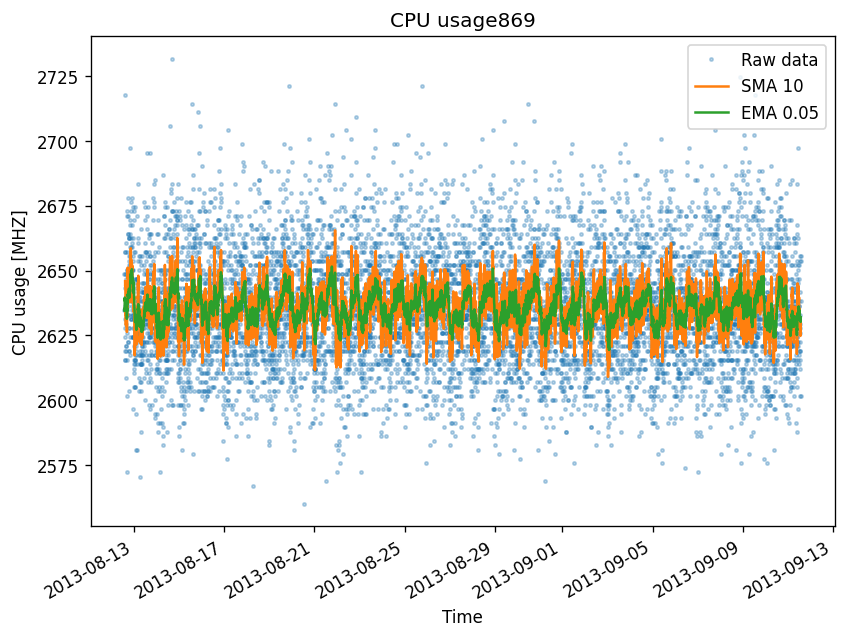 CPU usage869
Raw data
SMA 10
EMA 0.05
2725
2700
2675
2650
2625
2600
2575
CPU usage [MHZ]
2013-08-13
2013-08-17
2013-08-21
2013-08-25
2013-08-29
2013-09-01
2013-09-05
2013-09-09
2013-09-13
Time